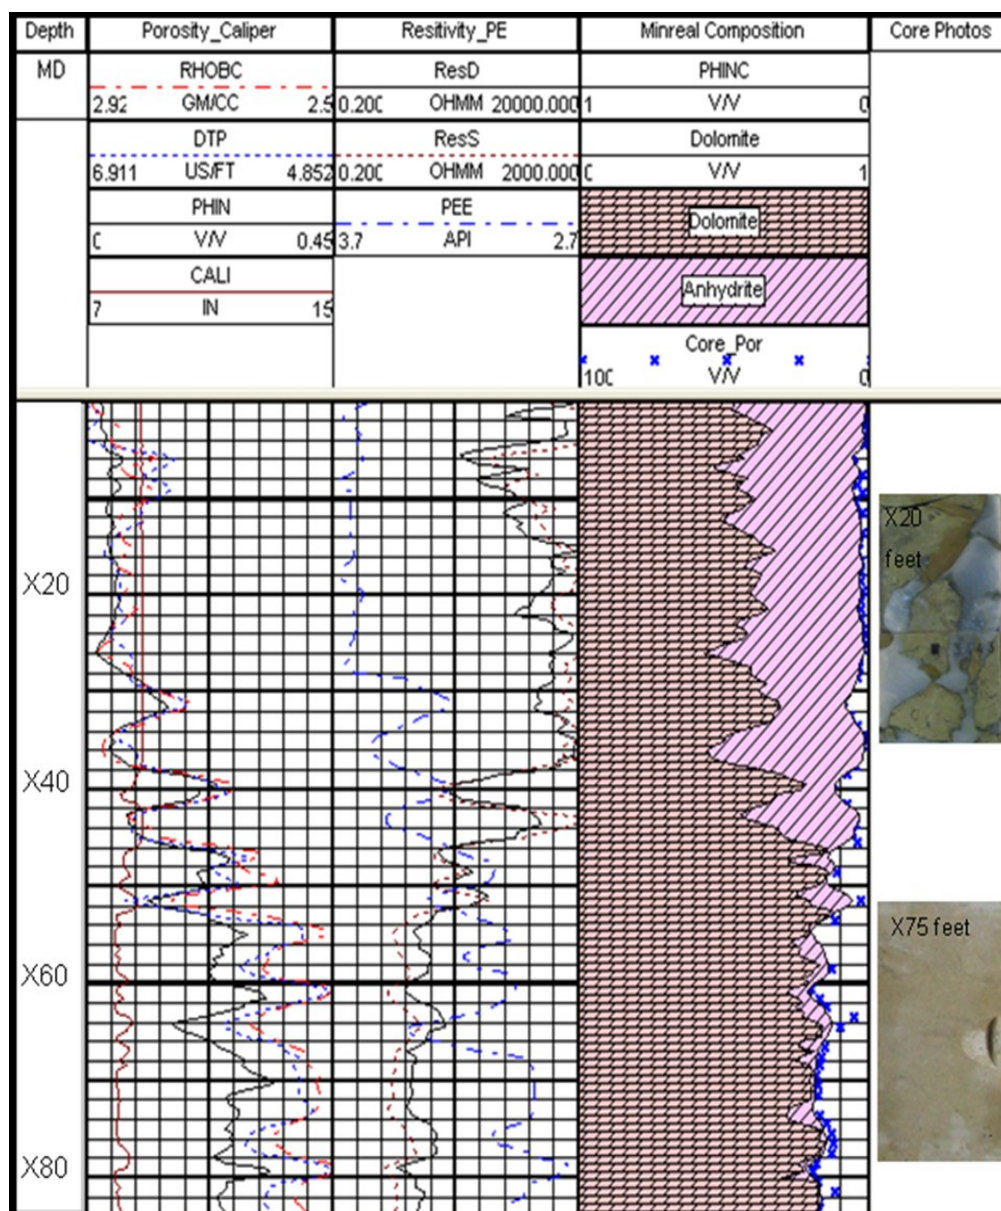 Depth Porosity_Caliper Resitivity_PE Minreal Composition Core Photos
MD RHOBC ResD PHINC
2.92 GM/CC 2.5 0.200 OHMM 20000.000 1 V/V 0
DTP ResS Dolomite
6.911 US/FT 4.852 0.200 OHMM 2000.000 0 V/V 1
PHIN PEE Dolomite
0 V/V 0.45 3.7 API 2.7
CALI Anhydrite
7 IN 15
Core_Por
100 V/V 0
X20
feet
X20
X40
X75 feet
X60
X80